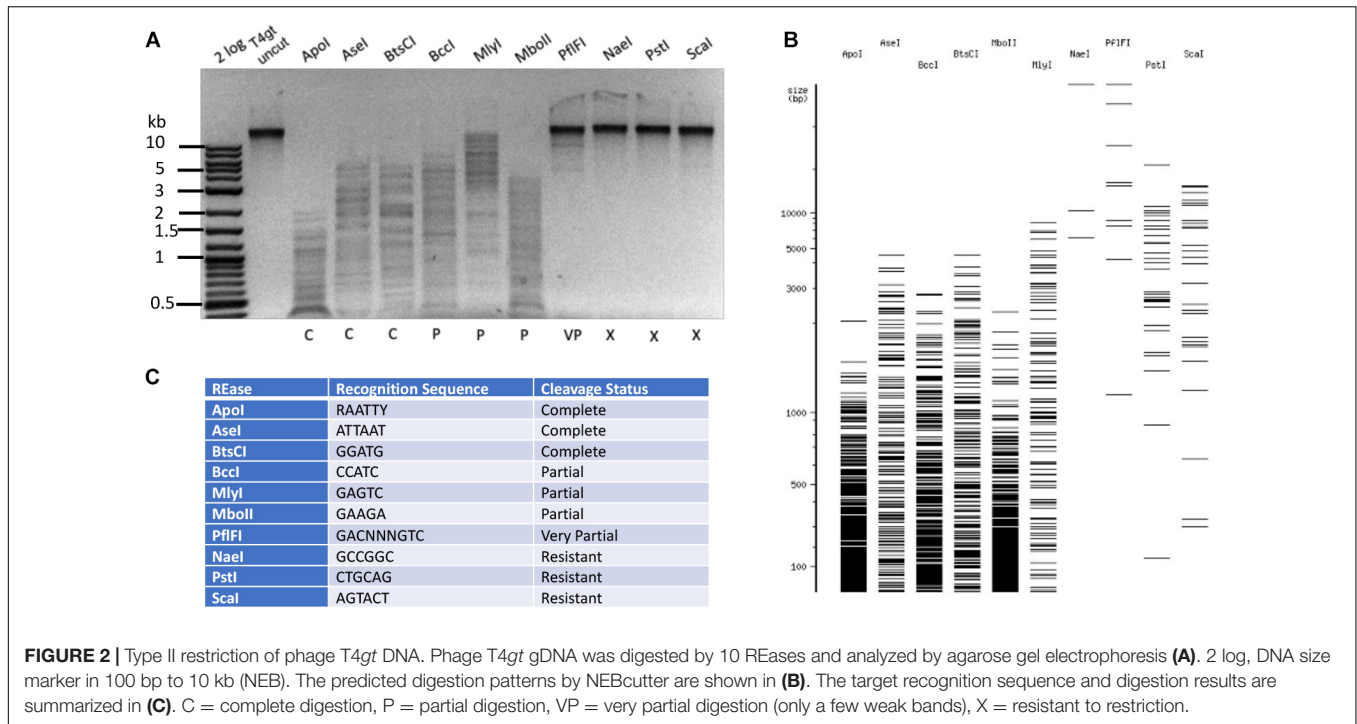 A
2 log T4gt uncut ApoI AseI BtsCI BccI MlyI MboII PflFI NaeI PstI ScaI
kb
10
5
3
2
1.5
1
0.5
C C C P P P VP X X X
B
ApoI AseI BccI BtsCI MboII MlyI NaeI PflFI PstI ScaI
size
(bp)
10000
5000
3000
1000
500
100
C
REase Recognition Sequence Cleavage Status
ApoI RAATTY Complete
AseI ATTAAT Complete
BtsCI GGATG Complete
BccI CCATC Partial
MlyI GAGTC Partial
MboII GAAGA Partial
PflFI GACNNNGTC Very Partial
NaeI GCCGGC Resistant
PstI CTGCAG Resistant
ScaI AGTACT Resistant
FIGURE 2 | Type II restriction of phage T4gt DNA. Phage T4gt gDNA was digested by 10 REases and analyzed by agarose gel electrophoresis (A). 2 log, DNA size
marker in 100 bp to 10 kb (NEB). The predicted digestion patterns by NEBcutter are shown in (B). The target recognition sequence and digestion results are
summarized in (C). C = complete digestion, P = partial digestion, VP = very partial digestion (only a few weak bands), X = resistant to restriction.